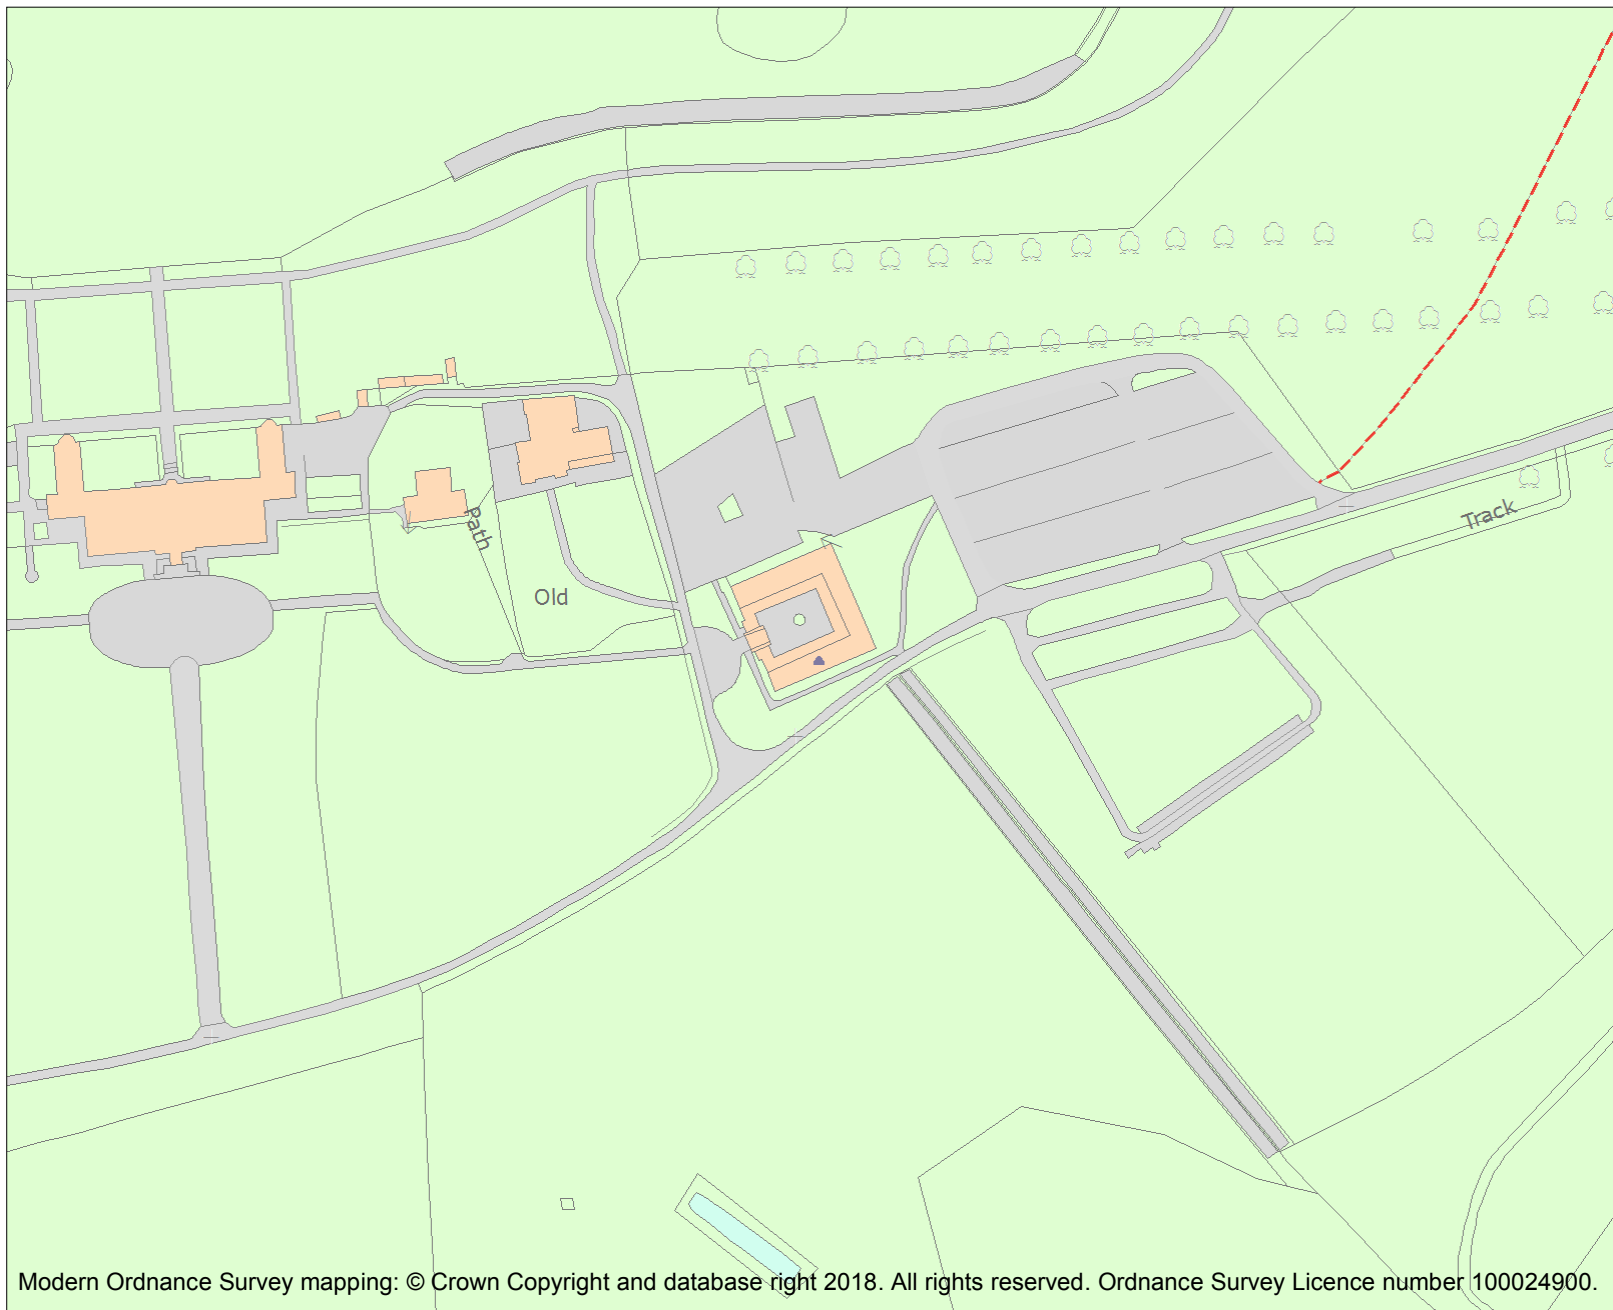 Track
Path
Old
Modern Ordnance Survey mapping: © Crown Copyright and database right 2018. All rights reserved. Ordnance Survey Licence number 100024900.